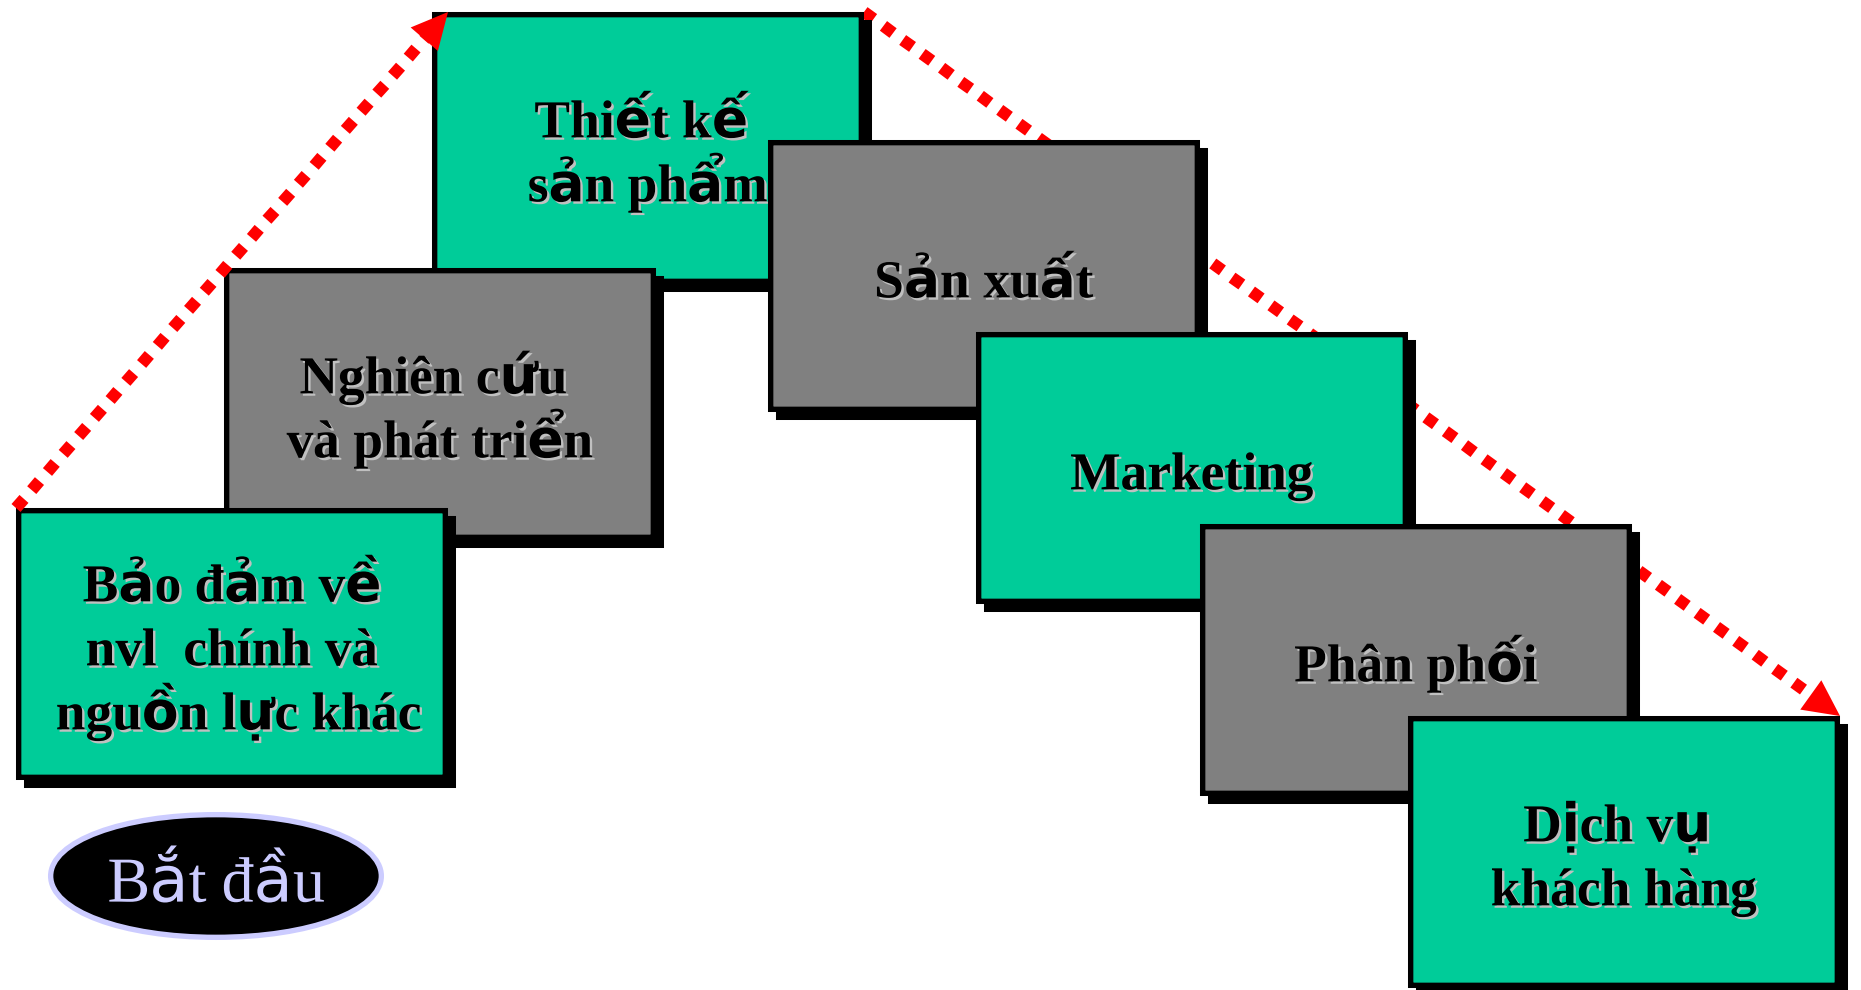 Thiết kế
sản phẩm
Sản xuất
Nghiên cứu
và phát triển
Marketing
Bảo đảm về
nvl  chính và
nguồn lực khác
Phân phối
Dịch vụ
khách hàng
Bắt đầu